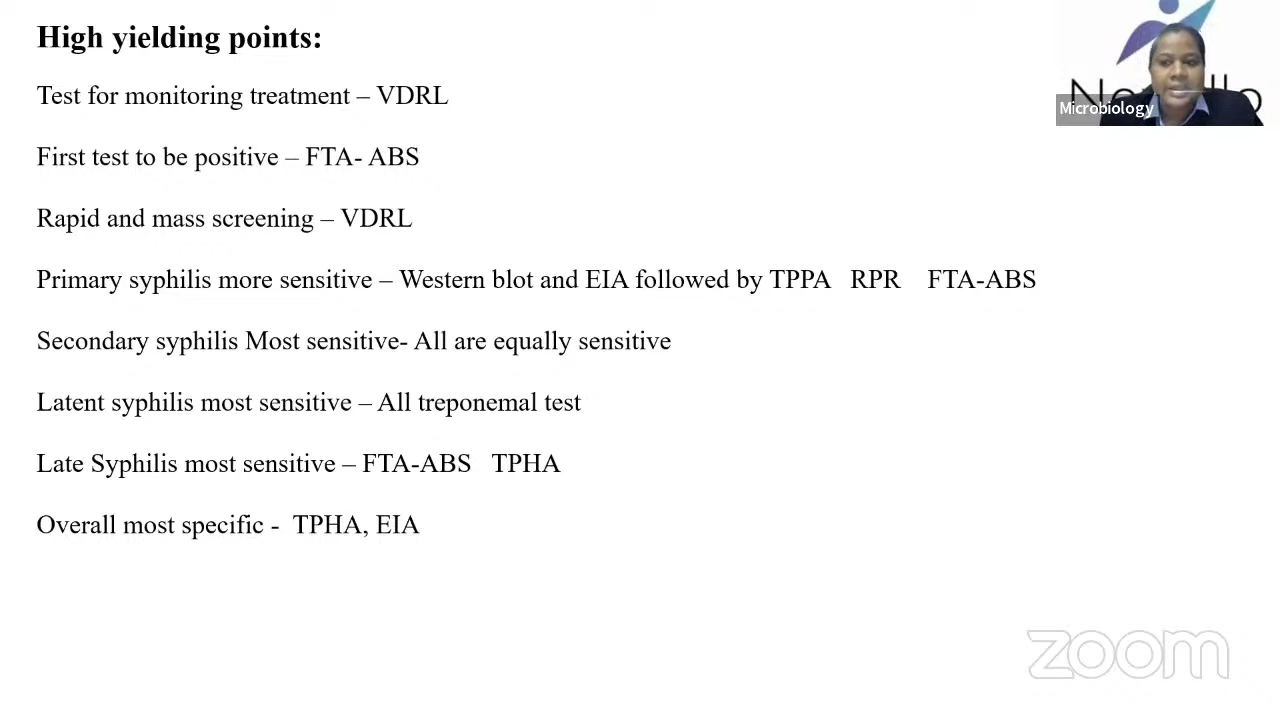 High yielding points:
Test for monitoring treatment – VDRL
First test to be positive – FTA- ABS
Rapid and mass screening – VDRL
Primary syphilis more sensitive – Western blot and EIA followed by TPPA RPR FTA-ABS
Secondary syphilis Most sensitive- All are equally sensitive
Latent syphilis most sensitive – All treponemal test
Late Syphilis most sensitive – FTA-ABS TPHA
Overall most specific - TPHA, EIA
Microbiology
zoom